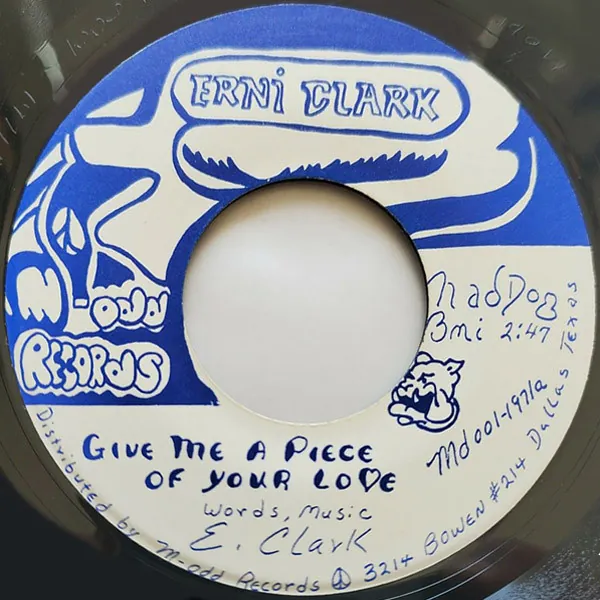 ERNi CLARK
M-odd
RECORDS
MadDog
Bmi 2:47
Md001-1971a
GIVE ME A PIECE
OF YOUR LOVE
Words, Music
E. Clark
Distributed by M-odd Records 3214 BOWEN #214 Dallas Texas